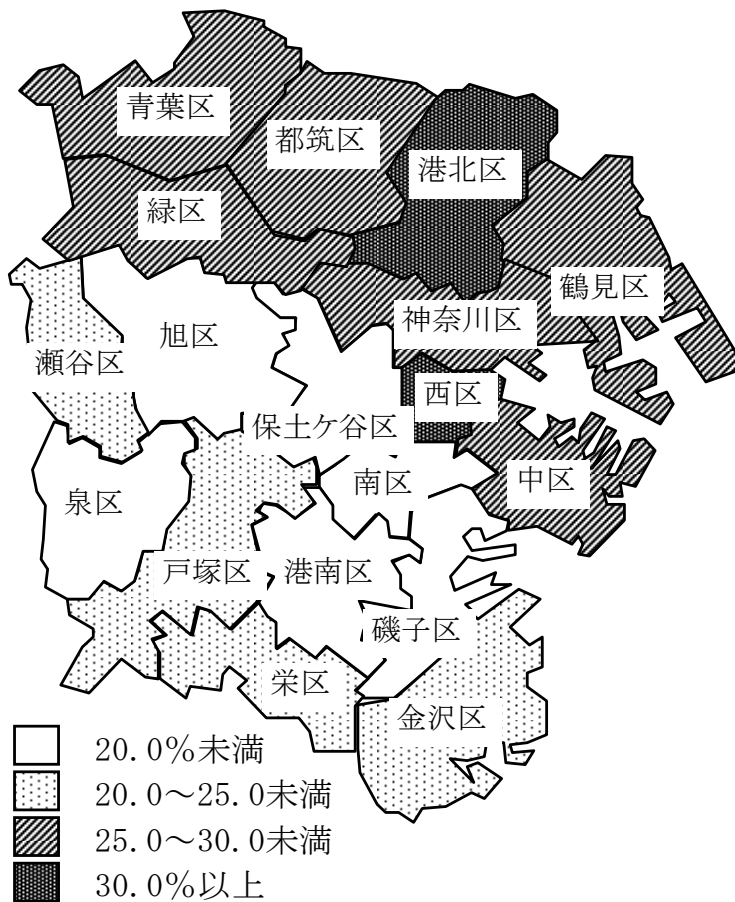 青葉区
都筑区
港北区
緑区
鶴見区
神奈川区
旭区
瀬谷区
西区
保土ケ谷区
南区
中区
泉区
戸塚区
港南区
磯子区
栄区
金沢区
20.0%未満
20.0～25.0未満
25.0～30.0未満
30.0%以上